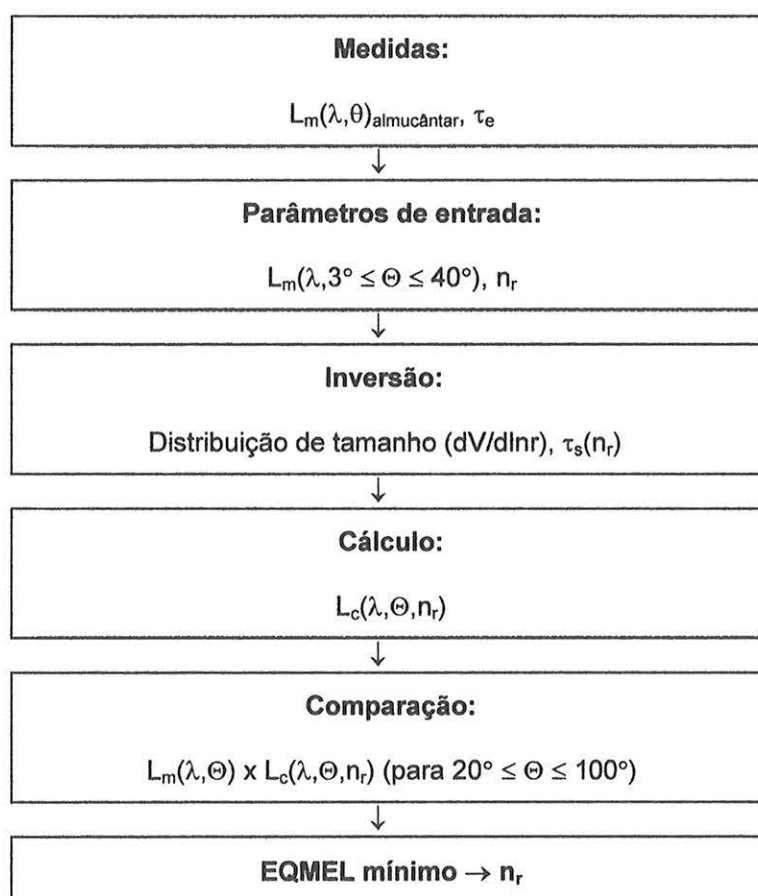 Medidas:
Lm(λ,θ)almucântar, τe
↓
Parâmetros de entrada:
Lm(λ,3° ≤ Θ ≤ 40°), nr
↓
Inversão:
Distribuição de tamanho (dV/dlnr), τs(nr)
↓
Cálculo:
Lc(λ,Θ,nr)
↓
Comparação:
Lm(λ,Θ) x Lc(λ,Θ,nr) (para 20° ≤ Θ ≤ 100°)
↓
EQMEL mínimo → nr